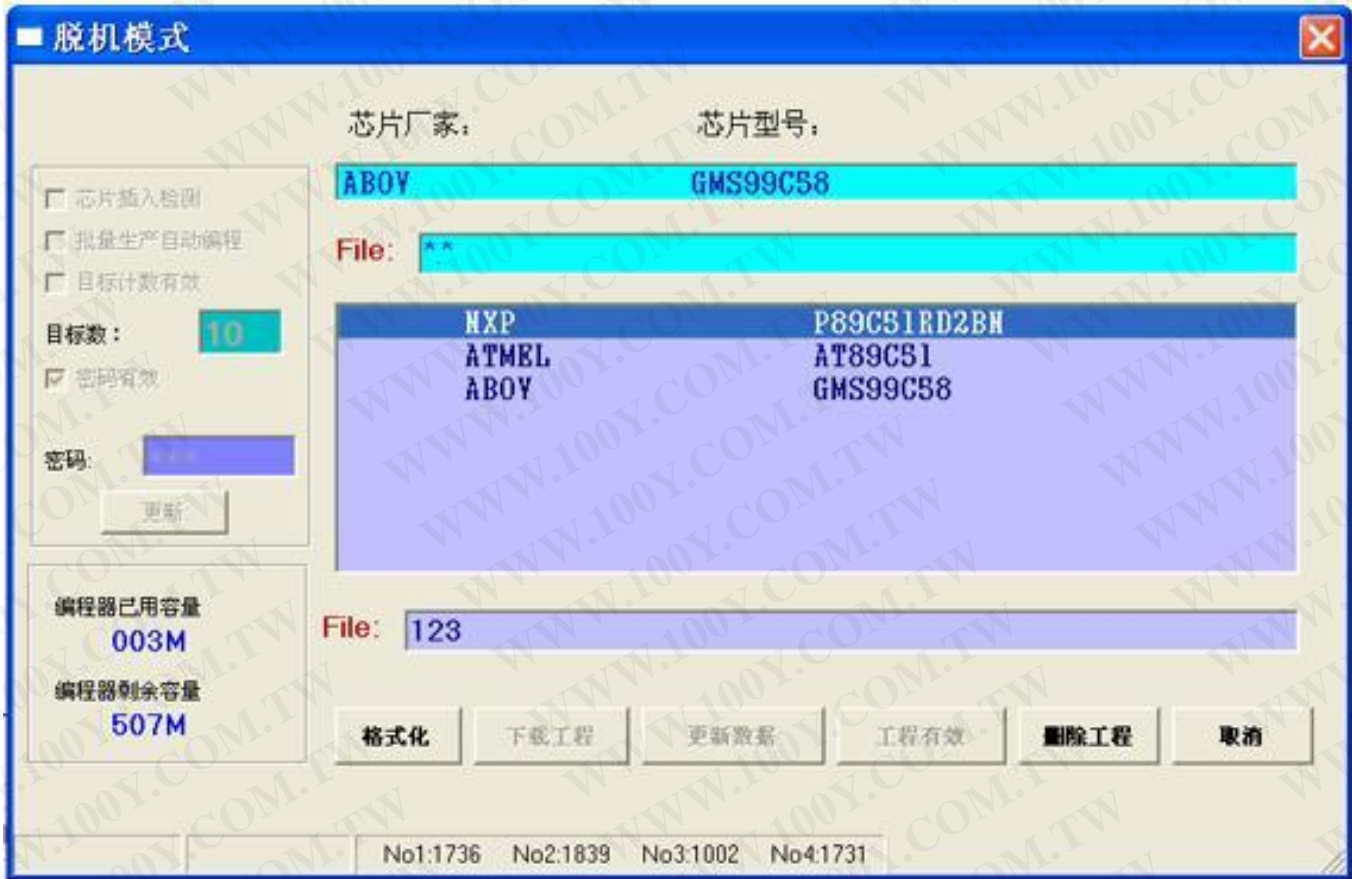 脱机模式
芯片厂家： 芯片型号：
ABOV GMS99C58
芯片插入检测
批量生产自动编程
目标计数有效
目标数： 10
密码有效
密码: ***
更新
File: *.*
NXP P89C51RD2BN
ATMEL AT89C51
ABOV GMS99C58
File: 123
编程器已用容量
003M
编程器剩余容量
507M
格式化 下载工程 更新数据 工程有效 删除工程 取消
No1:1736 No2:1839 No3:1002 No4:1731
WWW.100Y.COM.TW